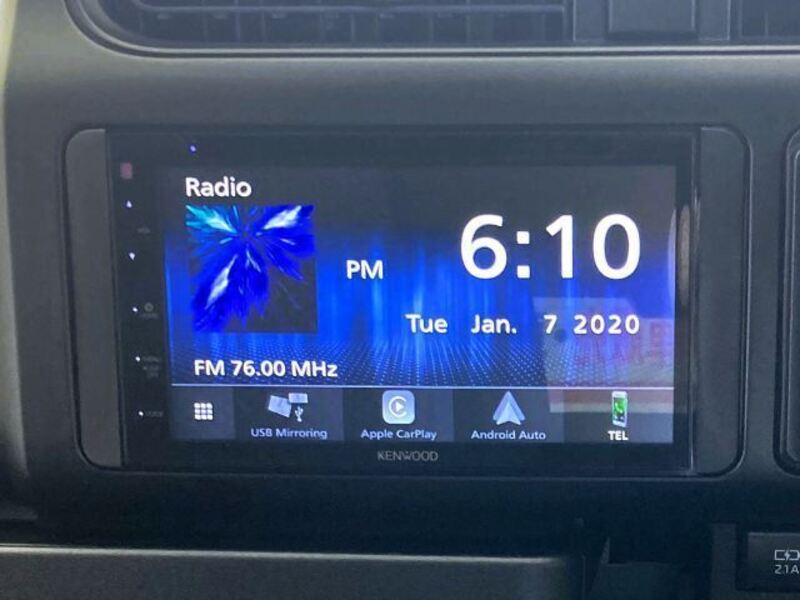 Radio
PM 6:10
Tue Jan. 7 2020
FM 76.00 MHz
USB Mirroring Apple CarPlay Android Auto TEL
KENWOOD
2.1A